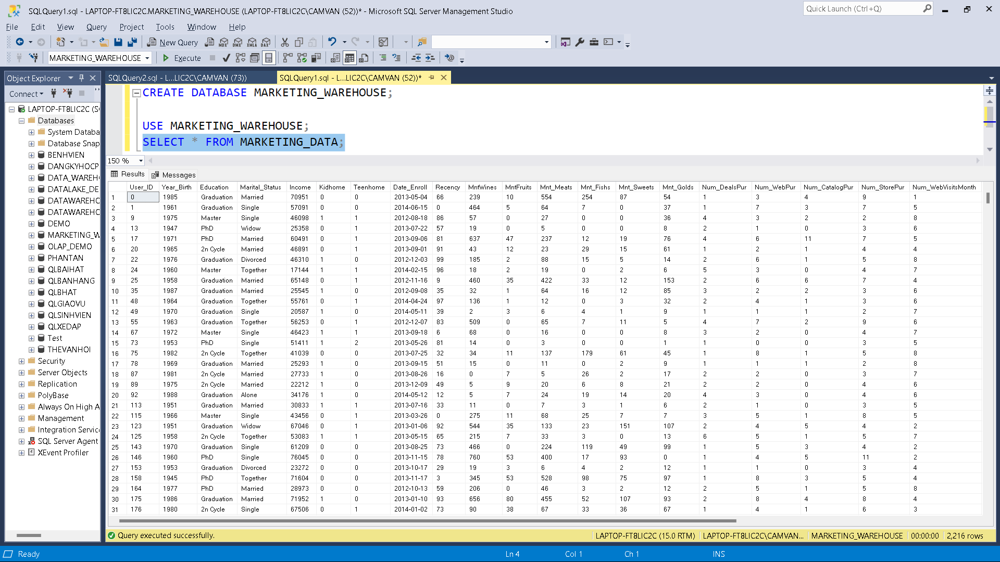 SQLQuery1.sql - LAPTOP-FT8LIC2C.MARKETING_WAREHOUSE (LAPTOP-FT8LIC2C\CAMVAN (52))* - Microsoft SQL Server Management Studio
Quick Launch (Ctrl+Q)
File Edit View Query Project Tools Window Help
New Query MDX DMX XMLA DAX
MARKETING_WAREHOUSE Execute
Object Explorer
SQLQuery2.sql - L...LIC2C\CAMVAN (73))
SQLQuery1.sql - L...LIC2C\CAMVAN (52))*
Connect
LAPTOP-FT8LIC2C (S
Databases
System Databa
Database Snap
BENHVIEN
DANGKYHOCP
DATA_WAREH
DATALAKE_DE
DATAWAREHC
DATAWAREHC
DEMO
MARKETING_W
OLAP_DEMO
PHANTAN
QLBAIHAT
QLBANHANG
QLBHAT
QLGIAOVU
QLSINHVIEN
QLXEDAP
Test
THEVANHOI
Security
Server Objects
Replication
PolyBase
Always On High A
Management
Integration Servic
SQL Server Agent
XEvent Profiler
CREATE DATABASE MARKETING_WAREHOUSE;
USE MARKETING_WAREHOUSE;
SELECT * FROM MARKETING_DATA;
150 %
Results Messages
User_ID Year_Birth Education Marital_Status Income Kidhome Teenhome Date_Enroll Recency MntWines MntFruits Mnt_Meats Mnt_Fishs Mnt_Sweets Mnt_Golds Num_DealsPur Num_WebPur Num_CatalogPur Num_StorePur Num_WebVisitsMonth
1 0 1985 Graduation Married 70951 0 0 2013-05-04 66 239 10 554 254 87 54 1 3 4 9 1
2 1 1961 Graduation Single 57091 0 0 2014-06-15 0 464 5 64 7 0 37 1 7 3 7 5
3 9 1975 Master Single 46098 1 1 2012-08-18 86 57 0 27 0 0 36 4 3 2 2 8
4 13 1947 PhD Widow 25358 0 1 2013-07-22 57 19 0 5 0 0 8 2 1 0 3 6
5 17 1971 PhD Married 60491 0 1 2013-09-06 81 637 47 237 12 19 76 4 6 11 7 5
6 20 1965 2n Cycle Married 46891 0 1 2013-09-01 91 43 12 23 29 15 61 1 2 1 4 4
7 22 1976 Graduation Divorced 46310 1 0 2012-12-03 99 185 2 88 15 5 14 2 6 1 5 8
8 24 1960 Master Together 17144 1 1 2014-02-15 96 18 2 19 0 2 6 5 3 0 4 7
9 25 1958 Graduation Married 65148 0 1 2012-11-16 9 460 35 422 33 12 153 2 6 6 7 4
10 35 1987 Graduation Married 25545 1 0 2012-09-08 35 32 1 64 16 12 85 3 2 2 3 6
11 48 1964 Graduation Together 55761 0 1 2014-04-24 97 136 1 12 0 3 32 2 4 1 3 6
12 49 1970 Graduation Single 20587 1 0 2014-05-11 39 2 3 6 4 1 9 1 1 1 2 7
13 55 1963 Graduation Together 56253 0 1 2012-12-07 83 509 0 65 7 11 5 4 7 2 9 6
14 67 1972 Master Single 46423 1 1 2013-09-18 6 68 0 16 0 0 8 3 2 0 4 7
15 73 1953 PhD Single 51411 1 2 2013-05-26 81 14 0 3 0 0 1 1 0 0 3 5
16 75 1982 2n Cycle Together 41039 0 0 2013-07-25 32 34 11 137 179 61 45 1 8 1 5 8
17 78 1969 Graduation Married 25293 1 0 2013-09-15 51 15 0 11 0 2 9 1 1 1 2 8
18 87 1981 2n Cycle Married 27733 1 0 2013-08-26 16 0 7 5 26 2 17 2 2 0 3 7
19 89 1975 2n Cycle Married 22212 1 0 2013-12-09 49 5 9 20 6 8 21 2 2 0 4 6
20 92 1988 Graduation Alone 34176 1 0 2014-05-12 12 5 7 24 19 14 20 4 3 0 4 6
21 113 1951 Graduation Married 30833 1 1 2013-07-16 33 11 0 7 3 1 6 2 1 0 3 5
22 115 1966 Master Single 43456 0 1 2013-03-26 0 275 11 68 25 7 7 3 5 1 8 5
23 123 1951 Graduation Widow 67046 0 1 2013-01-06 92 544 35 133 23 151 107 2 4 5 4 2
24 125 1958 2n Cycle Together 53083 1 1 2013-05-15 65 215 7 33 3 0 13 6 5 1 5 7
25 143 1970 Graduation Single 61209 0 0 2013-08-25 73 466 0 224 119 49 99 1 5 3 4 2
26 146 1960 PhD Single 76045 0 0 2013-11-15 78 760 53 400 17 93 0 1 4 5 11 2
27 153 1953 Graduation Divorced 23272 0 0 2013-10-17 29 19 3 6 4 2 12 1 1 0 3 4
28 158 1945 PhD Together 71604 0 0 2013-11-17 3 345 53 528 98 75 97 1 8 3 5 4
29 164 1977 PhD Married 28973 0 0 2012-10-13 59 206 0 46 3 2 12 2 5 1 5 8
30 175 1986 Graduation Married 71952 1 0 2013-01-10 93 656 80 455 52 107 93 2 8 4 8 4
31 176 1980 2n Cycle Single 67506 0 1 2014-01-02 73 90 38 67 33 36 67 1 4 1 6 3
Query executed successfully.
LAPTOP-FT8LIC2C (15.0 RTM) LAPTOP-FT8LIC2C\CAMVAN... MARKETING_WAREHOUSE 00:00:00 2,216 rows
Ready Ln 4 Col 1 Ch 1 INS